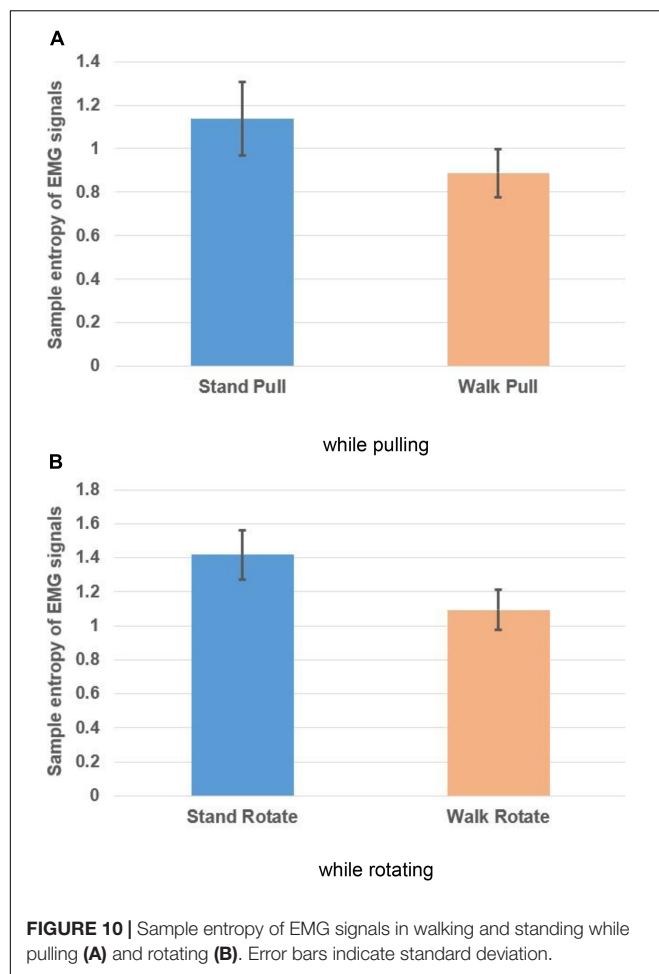 A
Sample entropy of EMG signals
1.4
1.2
1
0.8
0.6
0.4
0.2
0
Stand Pull Walk Pull
while pulling
B
Sample entropy of EMG signals
1.8
1.6
1.4
1.2
1
0.8
0.6
0.4
0.2
0
Stand Rotate Walk Rotate
while rotating
FIGURE 10 | Sample entropy of EMG signals in walking and standing while
pulling (A) and rotating (B). Error bars indicate standard deviation.